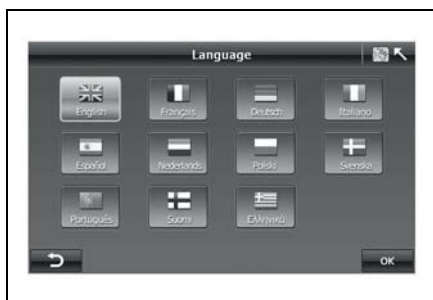 Language
English Français Deutsch Italiano
Español Nederlands Polski Svenska
Português Suomi Ελληνικά
OK